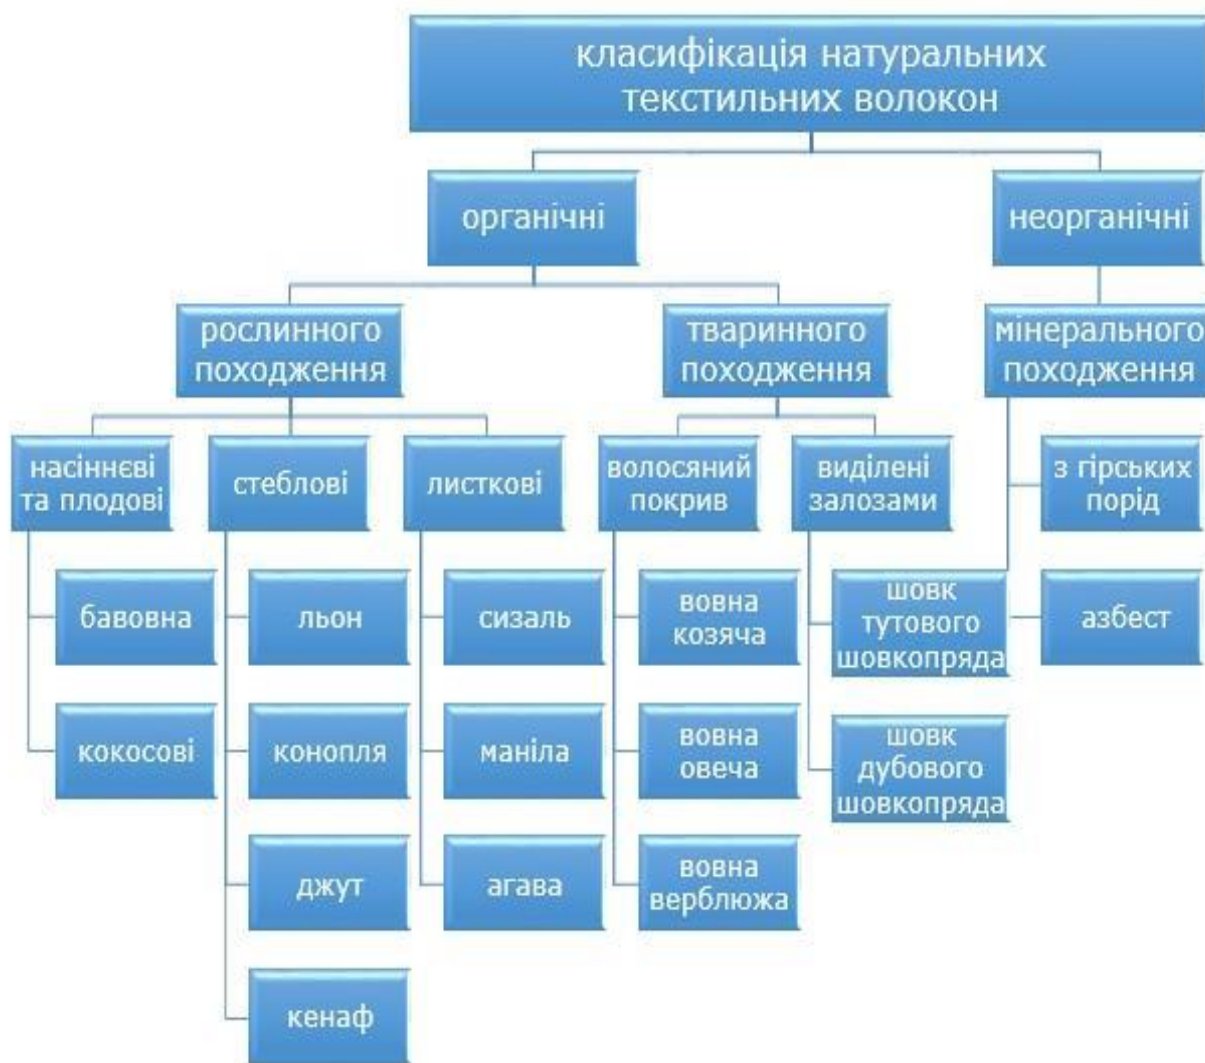 класифікація натуральних
текстильних волокон
органічні
неорганічні
рослинного
походження
тваринного
походження
мінерального
походження
насіннєві
та плодові
стеблові
листкові
волосяний
покрив
виділені
залозами
з гірських
порід
бавовна
льон
сизаль
вовна
козяча
шовк
тутового
шовкопряда
азбест
кокосові
конопля
маніла
вовна
овеча
шовк
дубового
шовкопряда
джут
агава
вовна
верблюжа
кенаф